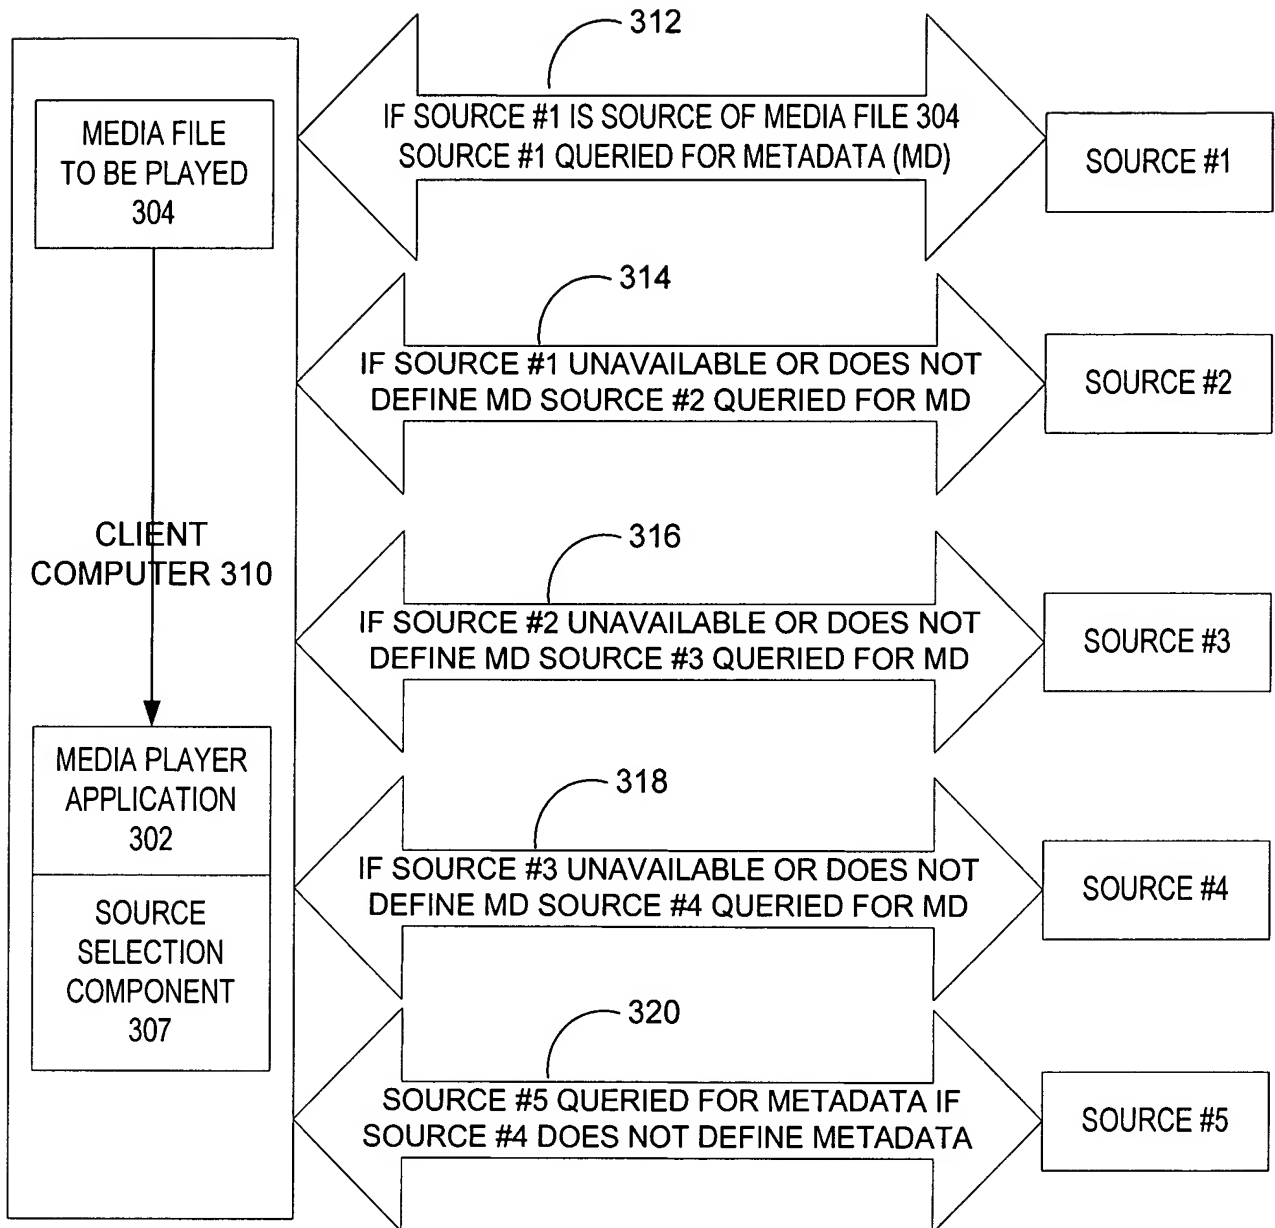 312
MEDIA FILE
TO BE PLAYED
304
IF SOURCE #1 IS SOURCE OF MEDIA FILE 304
SOURCE #1 QUERIED FOR METADATA (MD)
SOURCE #1
314
IF SOURCE #1 UNAVAILABLE OR DOES NOT
DEFINE MD SOURCE #2 QUERIED FOR MD
SOURCE #2
CLIENT
COMPUTER 310
316
IF SOURCE #2 UNAVAILABLE OR DOES NOT
DEFINE MD SOURCE #3 QUERIED FOR MD
SOURCE #3
MEDIA PLAYER
APPLICATION
302
318
IF SOURCE #3 UNAVAILABLE OR DOES NOT
DEFINE MD SOURCE #4 QUERIED FOR MD
SOURCE #4
SOURCE
SELECTION
COMPONENT
307
320
SOURCE #5 QUERIED FOR METADATA IF
SOURCE #4 DOES NOT DEFINE METADATA
SOURCE #5